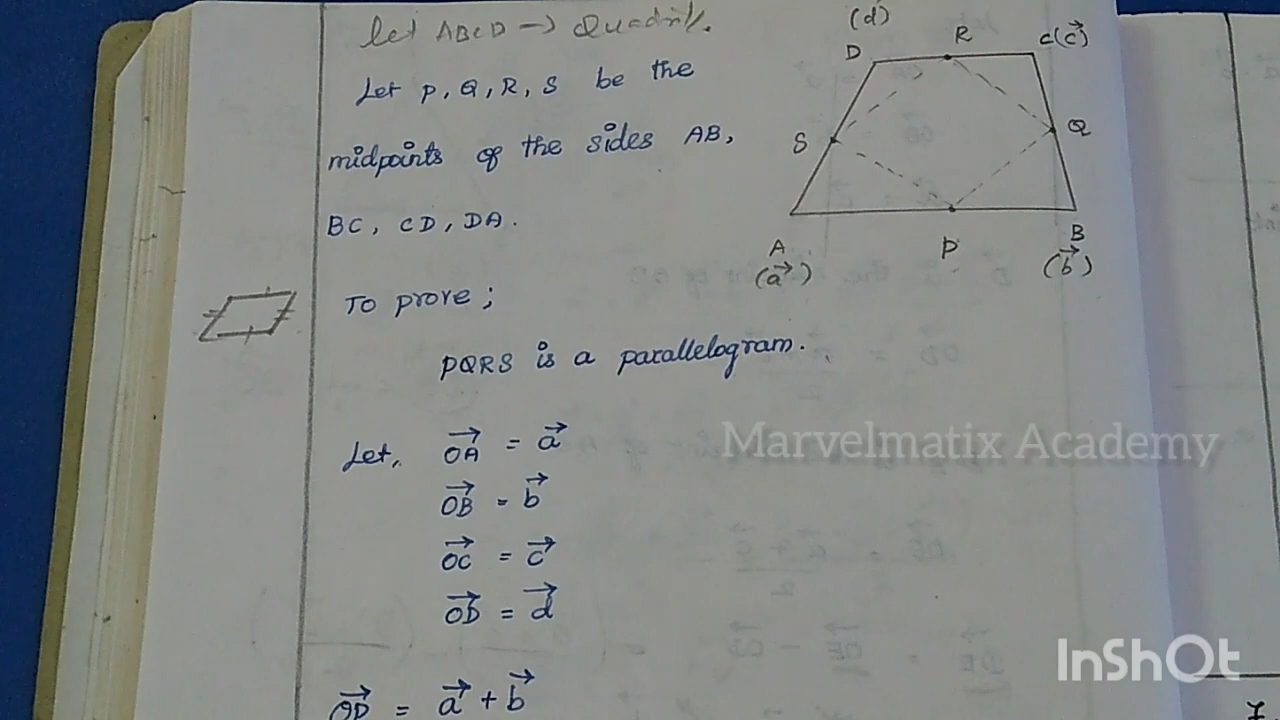 let ABCD → Quadril.
Let P, Q, R, S be the
midpoints of the sides AB,
BC, CD, DA.
To prove ;
PQRS is a parallelogram.
Let, OA⃗ = a⃗
OB⃗ = b⃗
OC⃗ = c⃗
OD⃗ = d⃗
OP⃗ = a⃗ + b⃗
(d)
D
R
C(c⃗)
S
Q
A
(a⃗)
P
B
(b⃗)
Marvelmatix Academy
InShOt